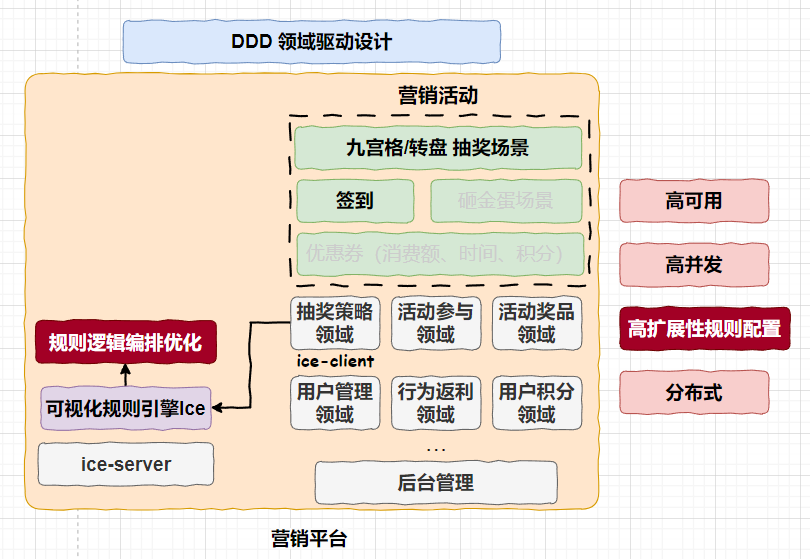 DDD 领域驱动设计
营销活动
九宫格/转盘 抽奖场景
签到
砸金蛋场景
优惠券（消费额、时间、积分）
抽奖策略
领域
活动参与
领域
活动奖品
领域
ice-client
用户管理
领域
行为返利
领域
用户积分
领域
...
后台管理
规则逻辑编排优化
可视化规则引擎Ice
ice-server
营销平台
高可用
高并发
高扩展性规则配置
分布式